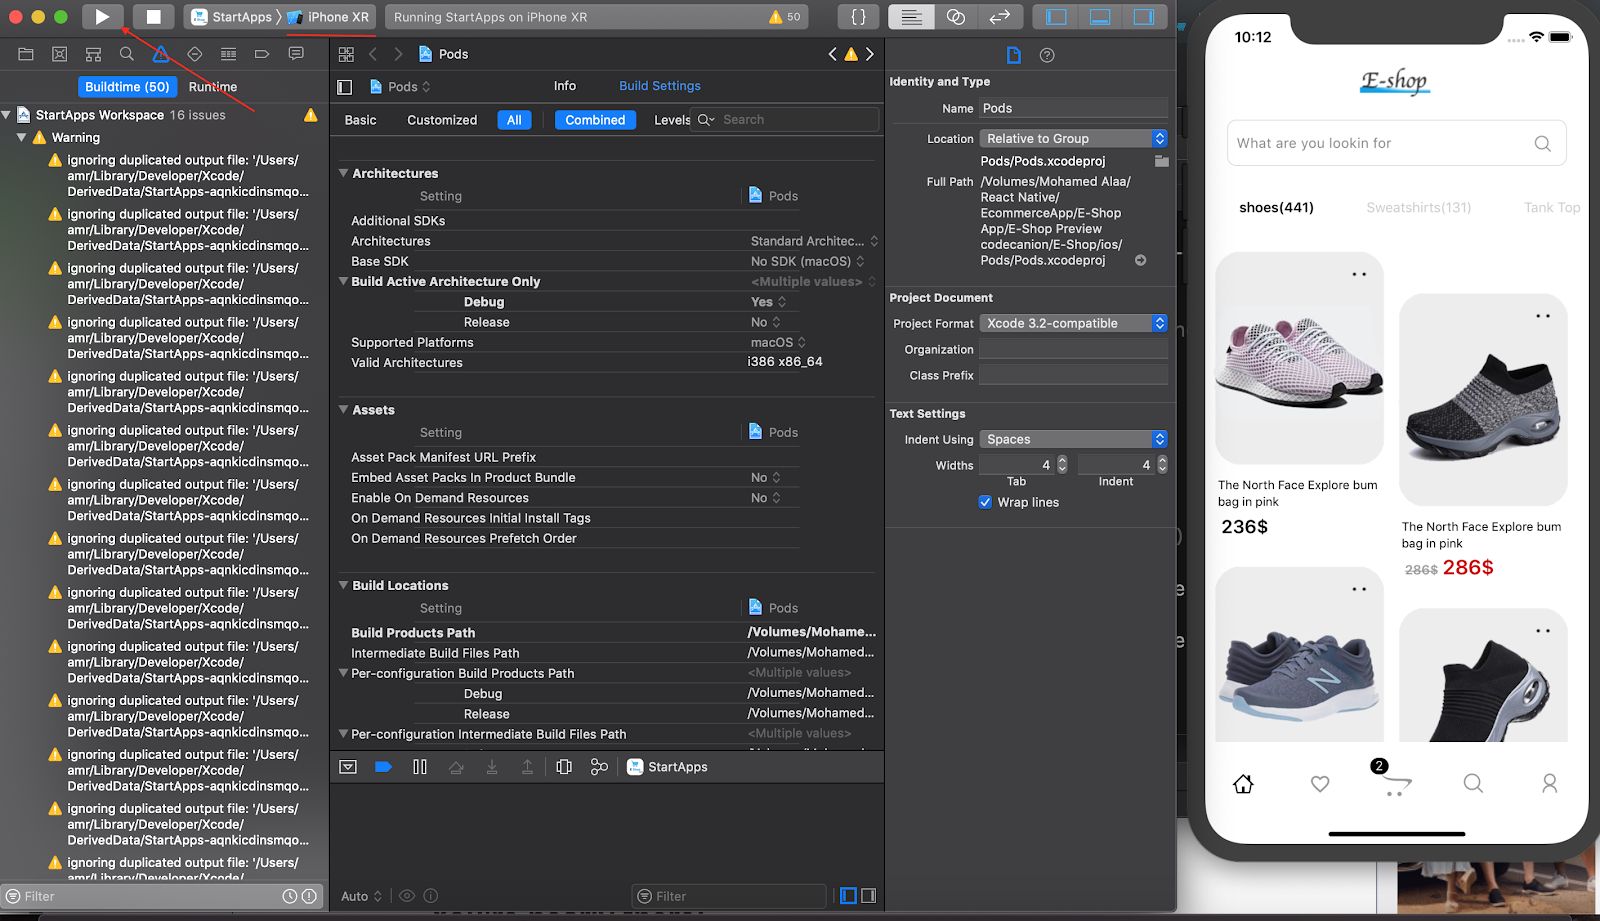 StartApps
iPhone XR
Running StartApps on iPhone XR
50
Buildtime (50)
Runtime
StartApps Workspace 16 issues
Warning
ignoring duplicated output file: '/Users/
amr/Library/Developer/Xcode/
DerivedData/StartApps-aqnkicdinsmqo...
ignoring duplicated output file: '/Users/
amr/Library/Developer/Xcode/
DerivedData/StartApps-aqnkicdinsmqo...
ignoring duplicated output file: '/Users/
amr/Library/Developer/Xcode/
DerivedData/StartApps-aqnkicdinsmqo...
ignoring duplicated output file: '/Users/
amr/Library/Developer/Xcode/
DerivedData/StartApps-aqnkicdinsmqo...
ignoring duplicated output file: '/Users/
amr/Library/Developer/Xcode/
DerivedData/StartApps-aqnkicdinsmqo...
ignoring duplicated output file: '/Users/
amr/Library/Developer/Xcode/
DerivedData/StartApps-aqnkicdinsmqo...
ignoring duplicated output file: '/Users/
amr/Library/Developer/Xcode/
DerivedData/StartApps-aqnkicdinsmqo...
ignoring duplicated output file: '/Users/
amr/Library/Developer/Xcode/
DerivedData/StartApps-aqnkicdinsmqo...
ignoring duplicated output file: '/Users/
amr/Library/Developer/Xcode/
DerivedData/StartApps-aqnkicdinsmqo...
ignoring duplicated output file: '/Users/
amr/Library/Developer/Xcode/
DerivedData/StartApps-aqnkicdinsmqo...
ignoring duplicated output file: '/Users/
amr/Library/Developer/Xcode/
DerivedData/StartApps-aqnkicdinsmqo...
ignoring duplicated output file: '/Users/
amr/Library/Developer/Xcode/
DerivedData/StartApps-aqnkicdinsmqo...
ignoring duplicated output file: '/Users/
amr/Library/Developer/Xcode/
DerivedData/StartApps-aqnkicdinsmqo...
ignoring duplicated output file: '/Users/
amr/Library/Developer/Xcode/
Filter
Pods
Pods
Info
Build Settings
Basic Customized All Combined Levels Search
Architectures
Setting Pods
Additional SDKs
Architectures Standard Architec...
Base SDK No SDK (macOS)
Build Active Architecture Only <Multiple values>
Debug Yes
Release No
Supported Platforms macOS
Valid Architectures i386 x86_64
Assets
Setting Pods
Asset Pack Manifest URL Prefix
Embed Asset Packs In Product Bundle No
Enable On Demand Resources No
On Demand Resources Initial Install Tags
On Demand Resources Prefetch Order
Build Locations
Setting Pods
Build Products Path /Volumes/Mohame...
Intermediate Build Files Path /Volumes/Mohamed...
Per-configuration Build Products Path <Multiple values>
Debug /Volumes/Mohamed...
Release /Volumes/Mohamed...
Per-configuration Intermediate Build Files Path <Multiple values>
StartApps
Auto
Filter
Identity and Type
Name Pods
Location Relative to Group
Pods/Pods.xcodeproj
Full Path /Volumes/Mohamed Alaa/
React Native/
EcommerceApp/E-Shop
App/E-Shop Preview
codecanion/E-Shop/ios/
Pods/Pods.xcodeproj
Project Document
Project Format Xcode 3.2-compatible
Organization
Class Prefix
Text Settings
Indent Using Spaces
Widths 4 4
Tab Indent
Wrap lines
10:12
E-shop
What are you lookin for
shoes(441) Sweatshirts(131) Tank Top
The North Face Explore bum
bag in pink
236$
The North Face Explore bum
bag in pink
286$ 286$
2